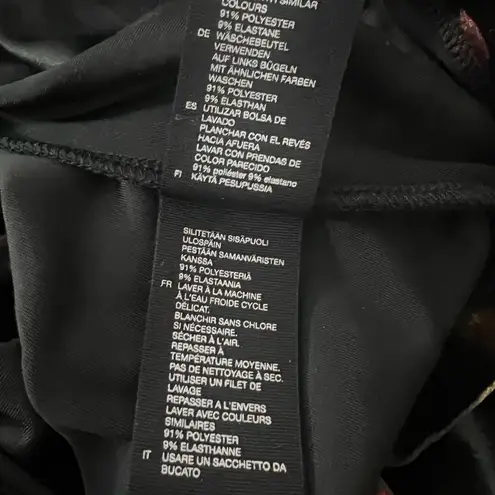 SIMILAR
COLOURS
91% POLYESTER
9% ELASTANE
DE WÄSCHEBEUTEL
VERWENDEN
AUF LINKS BÜGELN
MIT ÄHNLICHEN FARBEN
WASCHEN
91% POLYESTER
9% ELASTHAN
ES UTILIZAR BOLSA DE
LAVADO
PLANCHAR CON EL REVÉS
HACIA AFUERA
LAVAR CON PRENDAS DE
COLOR PARECIDO
91% poliéster 9% elastano
FI KÄYTÄ PESUPUSSIA
SILITETÄÄN SISÄPUOLI
ULOSPÄIN
PESTÄÄN SAMANVÄRISTEN
KANSSA
91% POLYESTERIÄ
9% ELASTAANIA
FR LAVER À LA MACHINE
À L'EAU FROIDE CYCLE
DÉLICAT.
BLANCHIR SANS CHLORE
SI NÉCESSAIRE.
SÉCHER À L'AIR.
REPASSER À
TEMPÉRATURE MOYENNE.
PAS DE NETTOYAGE À SEC.
UTILISER UN FILET DE
LAVAGE
REPASSER A L'ENVERS
LAVER AVEC COULEURS
SIMILAIRES
91% POLYESTER
9% ELASTHANNE
IT USARE UN SACCHETTO DA
BUCATO